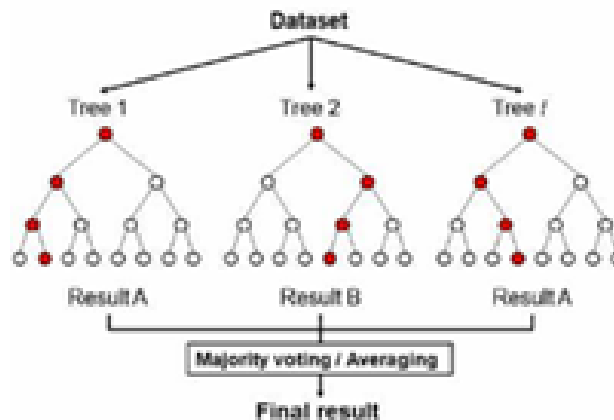 Dataset
Tree 1 Tree 2 Tree I
Result A Result B Result A
Majority voting / Averaging
Final result